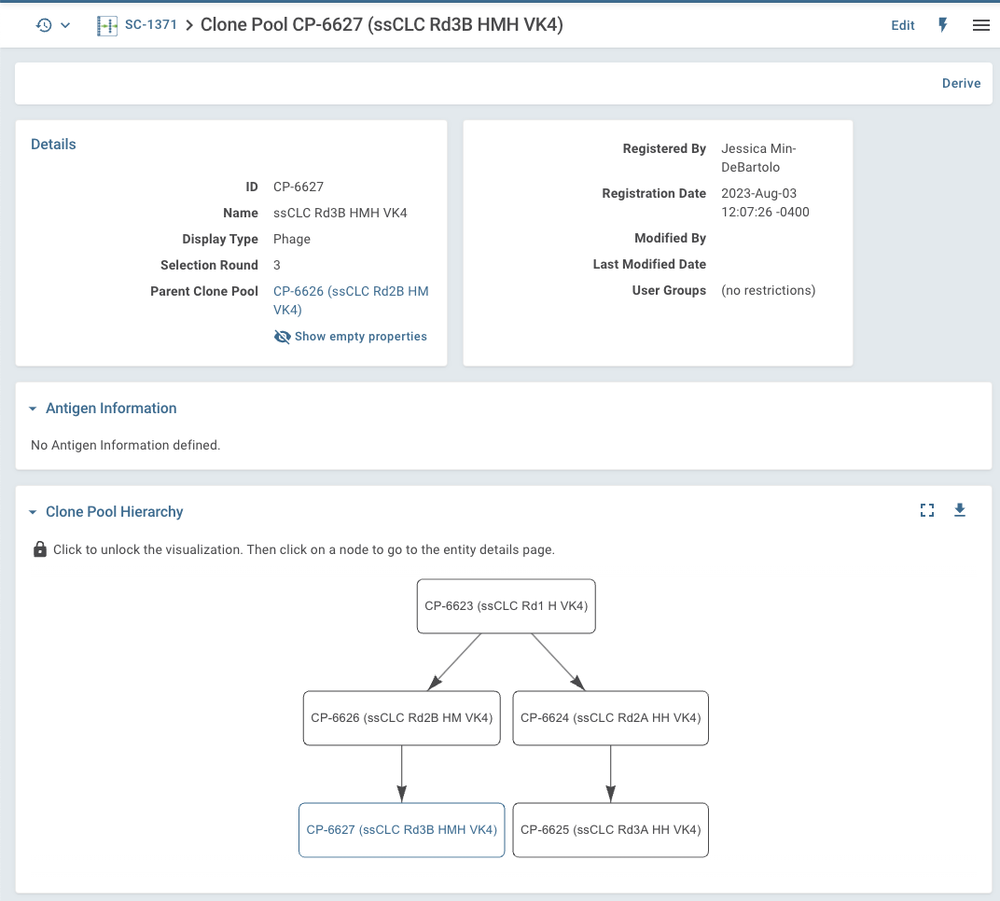 SC-1371 > Clone Pool CP-6627 (ssCLC Rd3B HMH VK4)
Edit
Derive
Details
ID CP-6627
Name ssCLC Rd3B HMH VK4
Display Type Phage
Selection Round 3
Parent Clone Pool CP-6626 (ssCLC Rd2B HM
VK4)
Show empty properties
Registered By Jessica Min-
DeBartolo
Registration Date 2023-Aug-03
12:07:26 -0400
Modified By
Last Modified Date
User Groups (no restrictions)
Antigen Information
No Antigen Information defined.
Clone Pool Hierarchy
Click to unlock the visualization. Then click on a node to go to the entity details page.
CP-6623 (ssCLC Rd1 H VK4)
CP-6626 (ssCLC Rd2B HM VK4)
CP-6624 (ssCLC Rd2A HH VK4)
CP-6627 (ssCLC Rd3B HMH VK4)
CP-6625 (ssCLC Rd3A HH VK4)